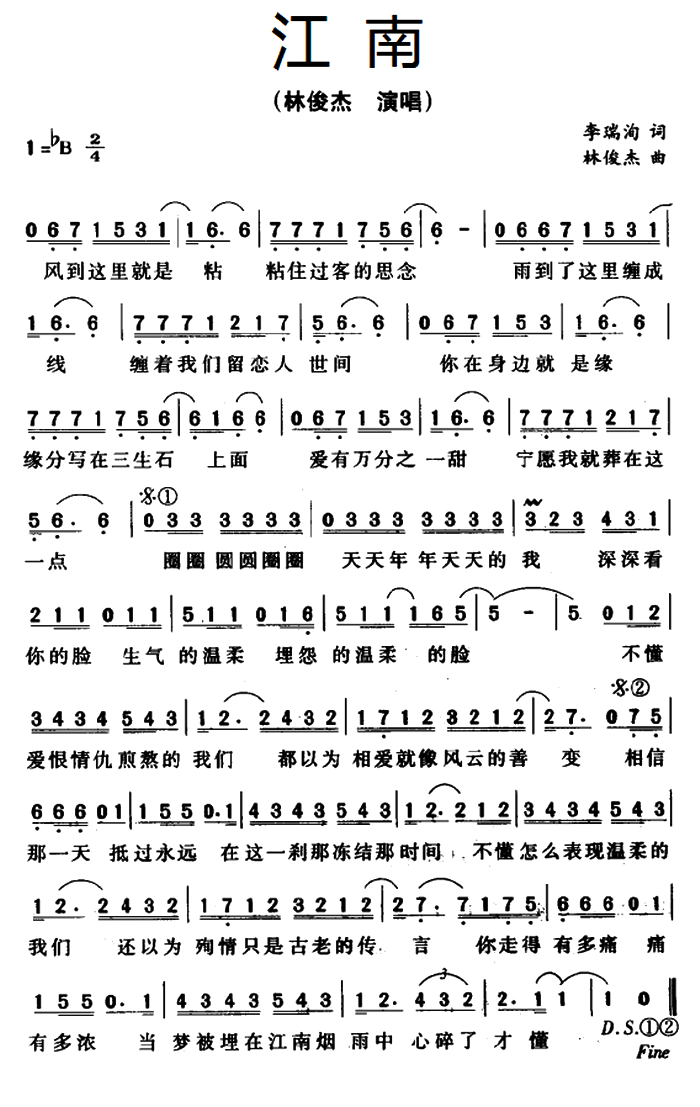 江 南
（林俊杰 演唱）
1=♭B 2/4
李瑞洵 词
林俊杰 曲
0 6 7 1 5 3 1 | 1 6. 6 | 7 7 7 1 7 5 6 | 6 - | 0 6 6 7 1 5 3 1 |
风到这里就是 粘 粘住过客的思念 雨到了这里缠成
1 6. 6 | 7 7 7 1 2 1 7 | 5 6. 6 | 0 6 7 1 5 3 | 1 6. 6 |
线 缠着我们留恋人 世间 你在身边就 是缘
7 7 7 1 7 5 6 | 6 1 6 6 | 0 6 7 1 5 3 | 1 6. 6 | 7 7 7 1 2 1 7 |
缘分写在三生石 上面 爱有万分之 一甜 宁愿我就葬在这
𝄋①
5 6. 6 | 0 3 3 3 3 3 3 | 0 3 3 3 3 3 3 | 3 2 3 4 3 1 |
一点 圈圈圆圆圈圈 天天年 年天天的 我 深深看
2 1 1 0 1 1 | 5 1 1 0 1 6 | 5 1 1 1 6 5 | 5 - | 5 0 1 2 |
你的脸 生气 的温柔 埋怨 的温柔 的脸 不懂
𝄋②
3 4 3 4 5 4 3 | 1 2. 2 4 3 2 | 1 7 1 2 3 2 1 2 | 2 7. 0 7 5 |
爱恨情仇煎熬的 我们 都以为 相爱就像风云的善 变 相信
6 6 6 0 1 | 1 5 5 0. 1 | 4 3 4 3 5 4 3 | 1 2. 2 1 2 | 3 4 3 4 5 4 5 |
那一天 抵过永远 在这一刹那冻结那时间 不懂怎么表现温柔的
1 2. 2 4 3 2 | 1 7 1 2 3 2 1 2 | 2 7. 7 1 7 5 | 6 6 6 0 1 |
我们 还以为 殉情只是古老的传 言 你走得 有多痛 痛
1 5 5 0. 1 | 4 3 4 3 5 4 3 | 1 2. 4 3 2 | 2. 1 1 | 1 0 ‖
3
有多浓 当 梦被埋在江南烟 雨中 心碎了 才 懂
D.S.①②
Fine